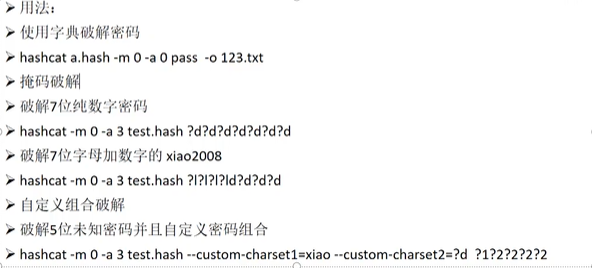 ➢ 用法：
➢ 使用字典破解密码
➢ hashcat a.hash -m 0 -a 0 pass -o 123.txt
➢ 掩码破解
➢ 破解7位纯数字密码
➢ hashcat -m 0 -a 3 test.hash ?d?d?d?d?d?d?d
➢ 破解7位字母加数字的 xiao2008
➢ hashcat -m 0 -a 3 test.hash ?l?l?l?ld?d?d?d
➢ 自定义组合破解
➢ 破解5位未知密码并且自定义密码组合
➢ hashcat -m 0 -a 3 test.hash --custom-charset1=xiao --custom-charset2=?d ?1?2?2?2?2